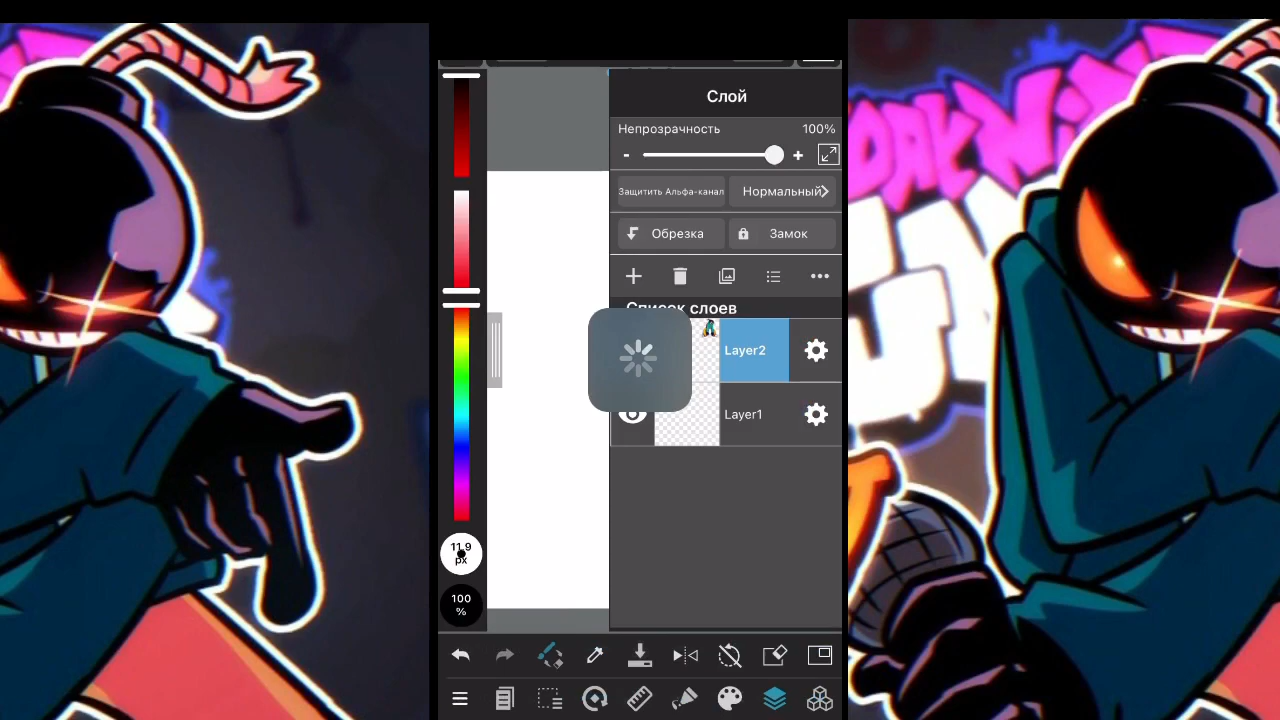 Слой
Непрозрачность 100%
- +
Защитить Альфа-канал Нормальный
Обрезка Замок
Список слоев
Layer2
Layer1
11.9
px
100
%